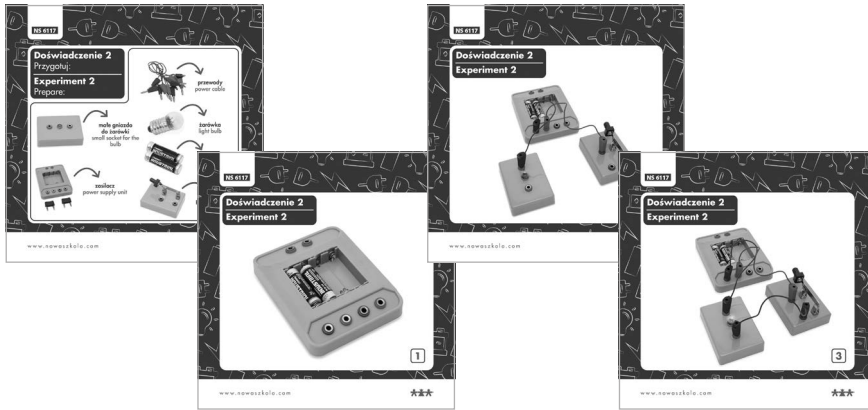 NS 6117
Doświadczenie 2
Przygotuj:
Experiment 2
Prepare:
przewody
power cable
małe gniazdo
do żarówki
small socket for the
bulb
żarówka
light bulb
zasilacz
power supply unit
www.nowaszkola.com
NS 6117
Doświadczenie 2
Experiment 2
1
www.nowaszkola.com
NS 6117
Doświadczenie 2
Experiment 2
www.nowaszkola.com
NS 6117
Doświadczenie 2
Experiment 2
3
www.nowaszkola.com